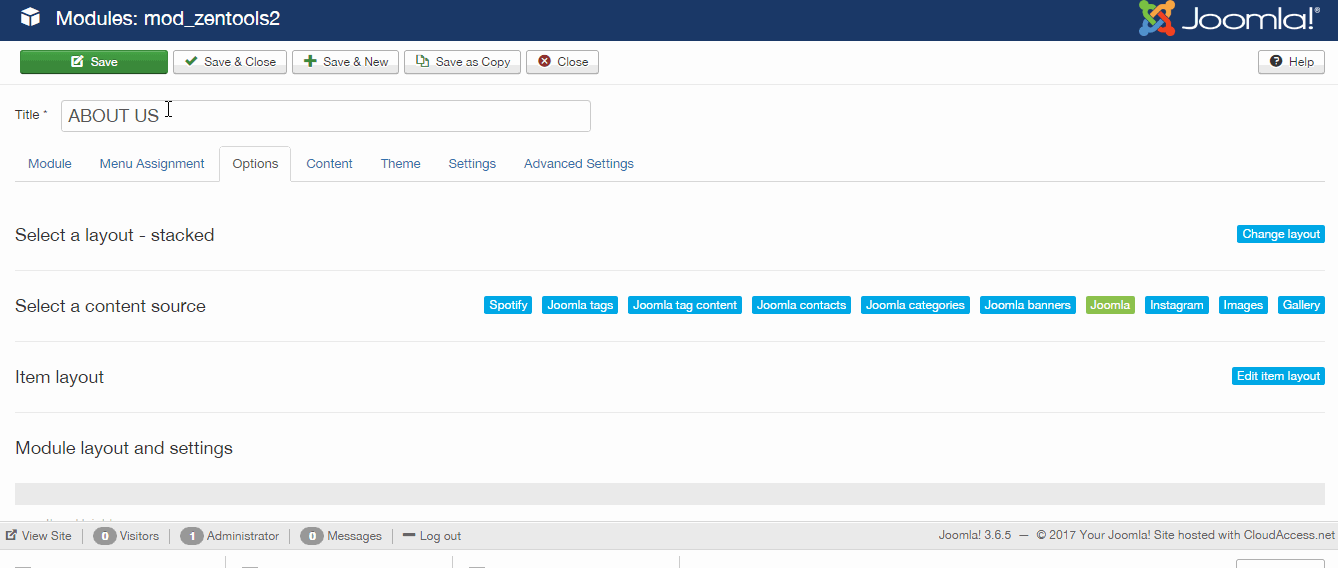 Modules: mod_zentools2 Joomla!®
Save Save & Close Save & New Save as Copy Close Help
Title * ABOUT US
Module Menu Assignment Options Content Theme Settings Advanced Settings
Select a layout - stacked Change layout
Select a content source Spotify Joomla tags Joomla tag content Joomla contacts Joomla categories Joomla banners Joomla Instagram Images Gallery
Item layout Edit item layout
Module layout and settings
View Site 0 Visitors 1 Administrator 0 Messages Log out Joomla! 3.6.5 — © 2017 Your Joomla! Site hosted with CloudAccess.net